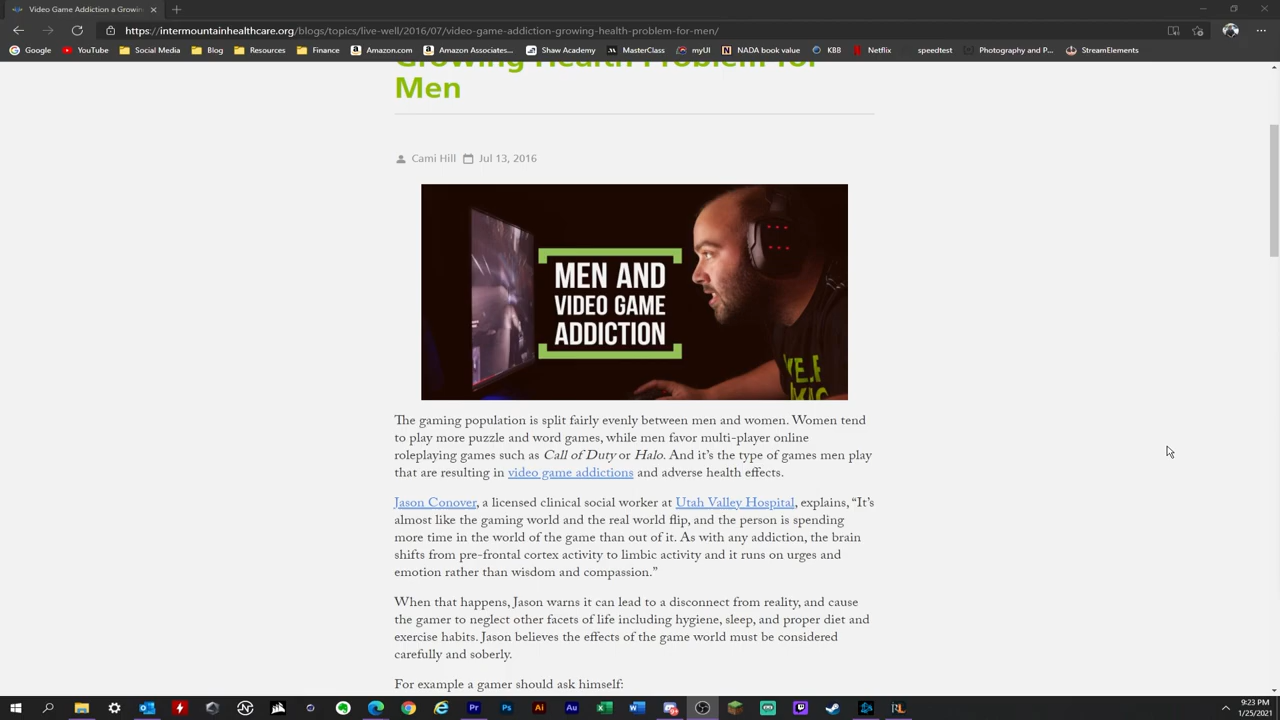 Video Game Addiction a Growin
https://intermountainhealthcare.org/blogs/topics/live-well/2016/07/video-game-addiction-growing-health-problem-for-men/
Google YouTube Social Media Blog Resources Finance Amazon.com Amazon Associates... Shaw Academy MasterClass myUI NADA book value KBB Netflix speedtest Photography and P... StreamElements
Growing Health Problem for
Men
Cami Hill Jul 13, 2016
MEN AND
VIDEO GAME
ADDICTION
The gaming population is split fairly evenly between men and women. Women tend
to play more puzzle and word games, while men favor multi-player online
roleplaying games such as Call of Duty or Halo. And it's the type of games men play
that are resulting in video game addictions and adverse health effects.
Jason Conover, a licensed clinical social worker at Utah Valley Hospital, explains, “It's
almost like the gaming world and the real world flip, and the person is spending
more time in the world of the game than out of it. As with any addiction, the brain
shifts from pre-frontal cortex activity to limbic activity and it runs on urges and
emotion rather than wisdom and compassion.”
When that happens, Jason warns it can lead to a disconnect from reality, and cause
the gamer to neglect other facets of life including hygiene, sleep, and proper diet and
exercise habits. Jason believes the effects of the game world must be considered
carefully and soberly.
For example a gamer should ask himself:
9:23 PM
1/25/2021